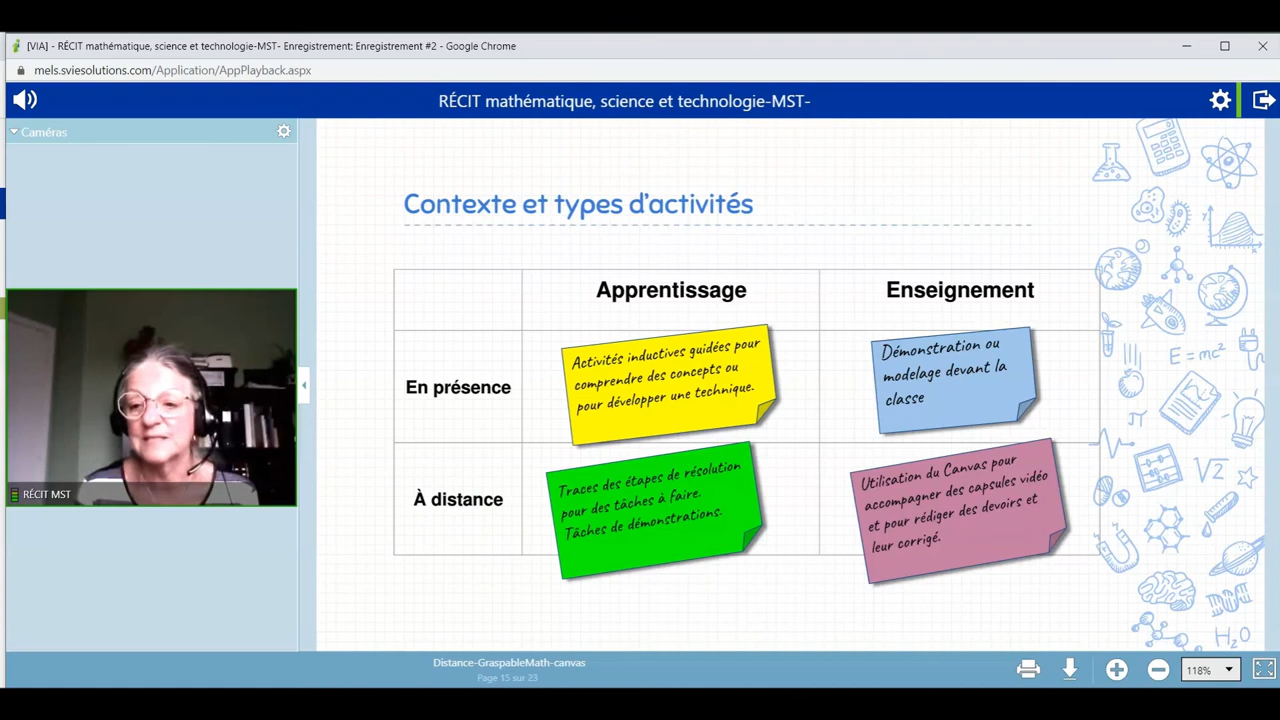 [VIA] - RÉCIT mathématique, science et technologie-MST- Enregistrement: Enregistrement #2 - Google Chrome
mels.sviesolutions.com/Application/AppPlayback.aspx
RÉCIT mathématique, science et technologie-MST-
Caméras
RÉCIT MST
Contexte et types d'activités
Apprentissage
Enseignement
En présence
Activités inductives guidées pour
comprendre des concepts ou
pour développer une technique.
Démonstration ou
modelage devant la
classe
À distance
Traces des étapes de résolution
pour des tâches à faire.
Tâches de démonstrations.
Utilisation du Canvas pour
accompagner des capsules vidéo
et pour rédiger des devoirs et
leur corrigé.
E = mc²
π
√2
H₂O
Distance-GraspableMath-canvas
Page 15 sur 23
118%